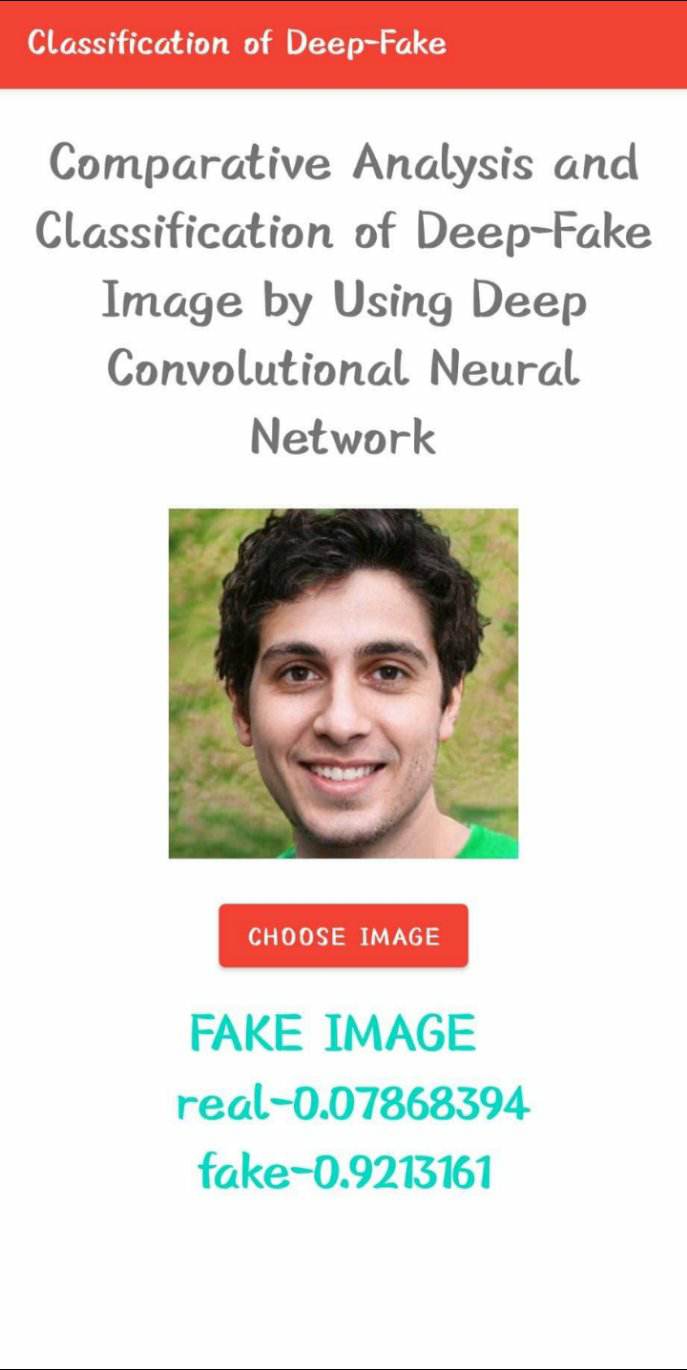 Classification of Deep-Fake
Comparative Analysis and
Classification of Deep-Fake
Image by Using Deep
Convolutional Neural
Network
CHOOSE IMAGE
FAKE IMAGE
real-0.07868394
fake-0.9213161